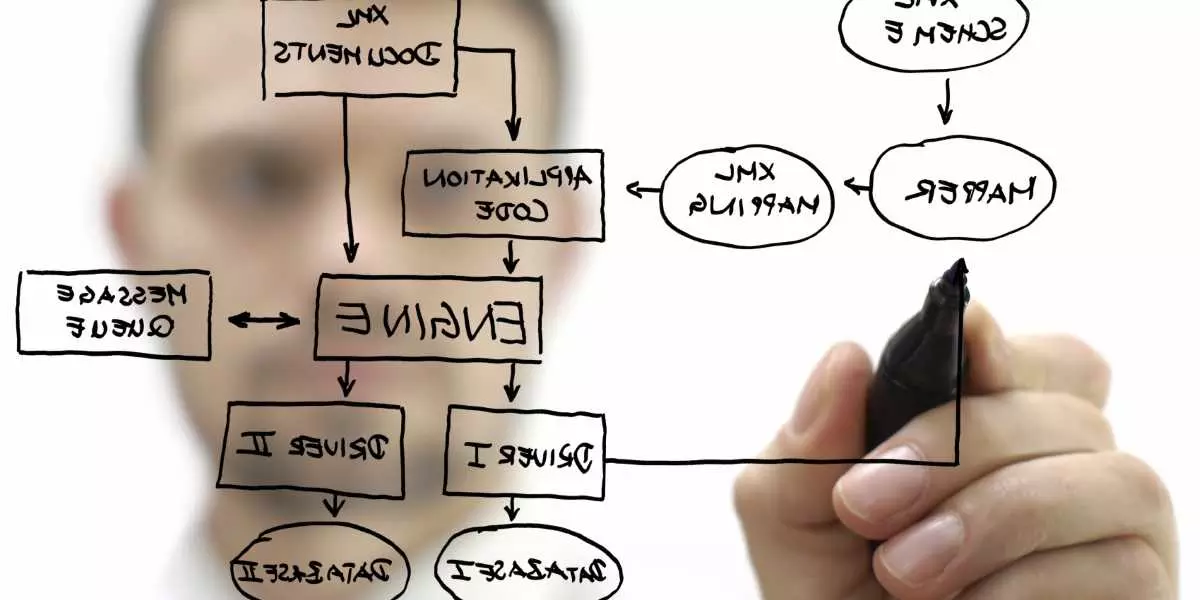 XML
DOCUMENTS
XML
SCHEME
APPLIKATION
CODE
XML
MAPPING
MAPPER
MESSAGE
QUEUE
ENGINE
DRIVER II
DRIVER I
DATABASE II
DATABASE I